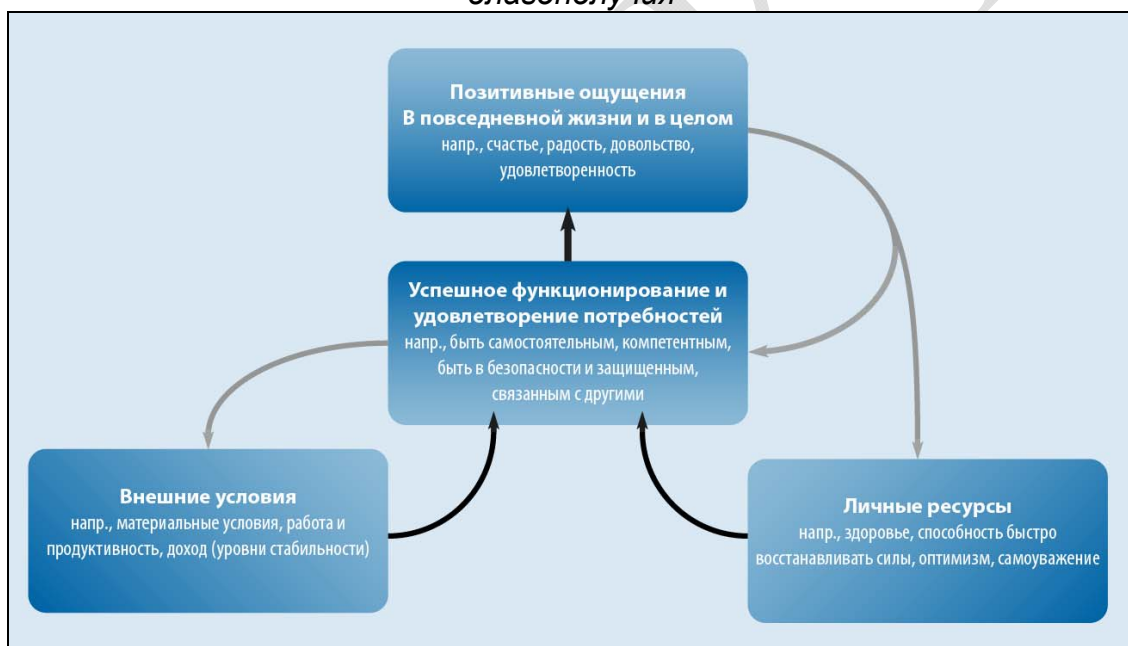 благополучия
Позитивные ощущения
В повседневной жизни и в целом
напр., счастье, радость, довольство,
удовлетворенность
Успешное функционирование и
удовлетворение потребностей
напр., быть самостоятельным, компетентным,
быть в безопасности и защищенным,
связанным с другими
Внешние условия
напр., материальные условия, работа и
продуктивность, доход (уровни стабильности)
Личные ресурсы
напр., здоровье, способность быстро
восстанавливать силы, оптимизм, самоуважение